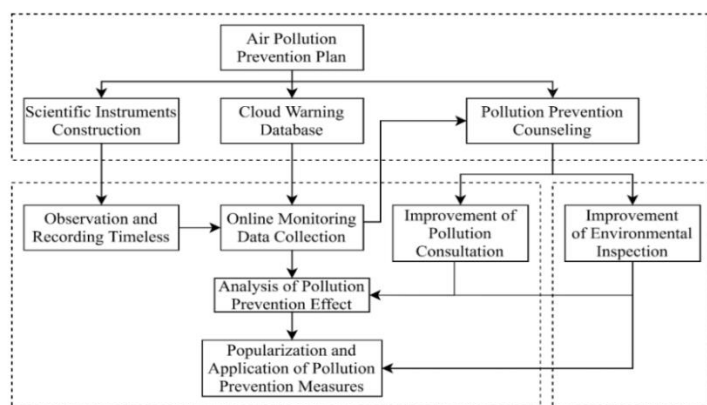 Air Pollution
Prevention Plan
Scientific Instruments
Construction
Cloud Warning
Database
Pollution Prevention
Counseling
Observation and
Recording Timeless
Online Monitoring
Data Collection
Improvement of
Pollution
Consultation
Improvement
of Environmental
Inspection
Analysis of Pollution
Prevention Effect
Popularization and
Application of Pollution
Prevention Measures